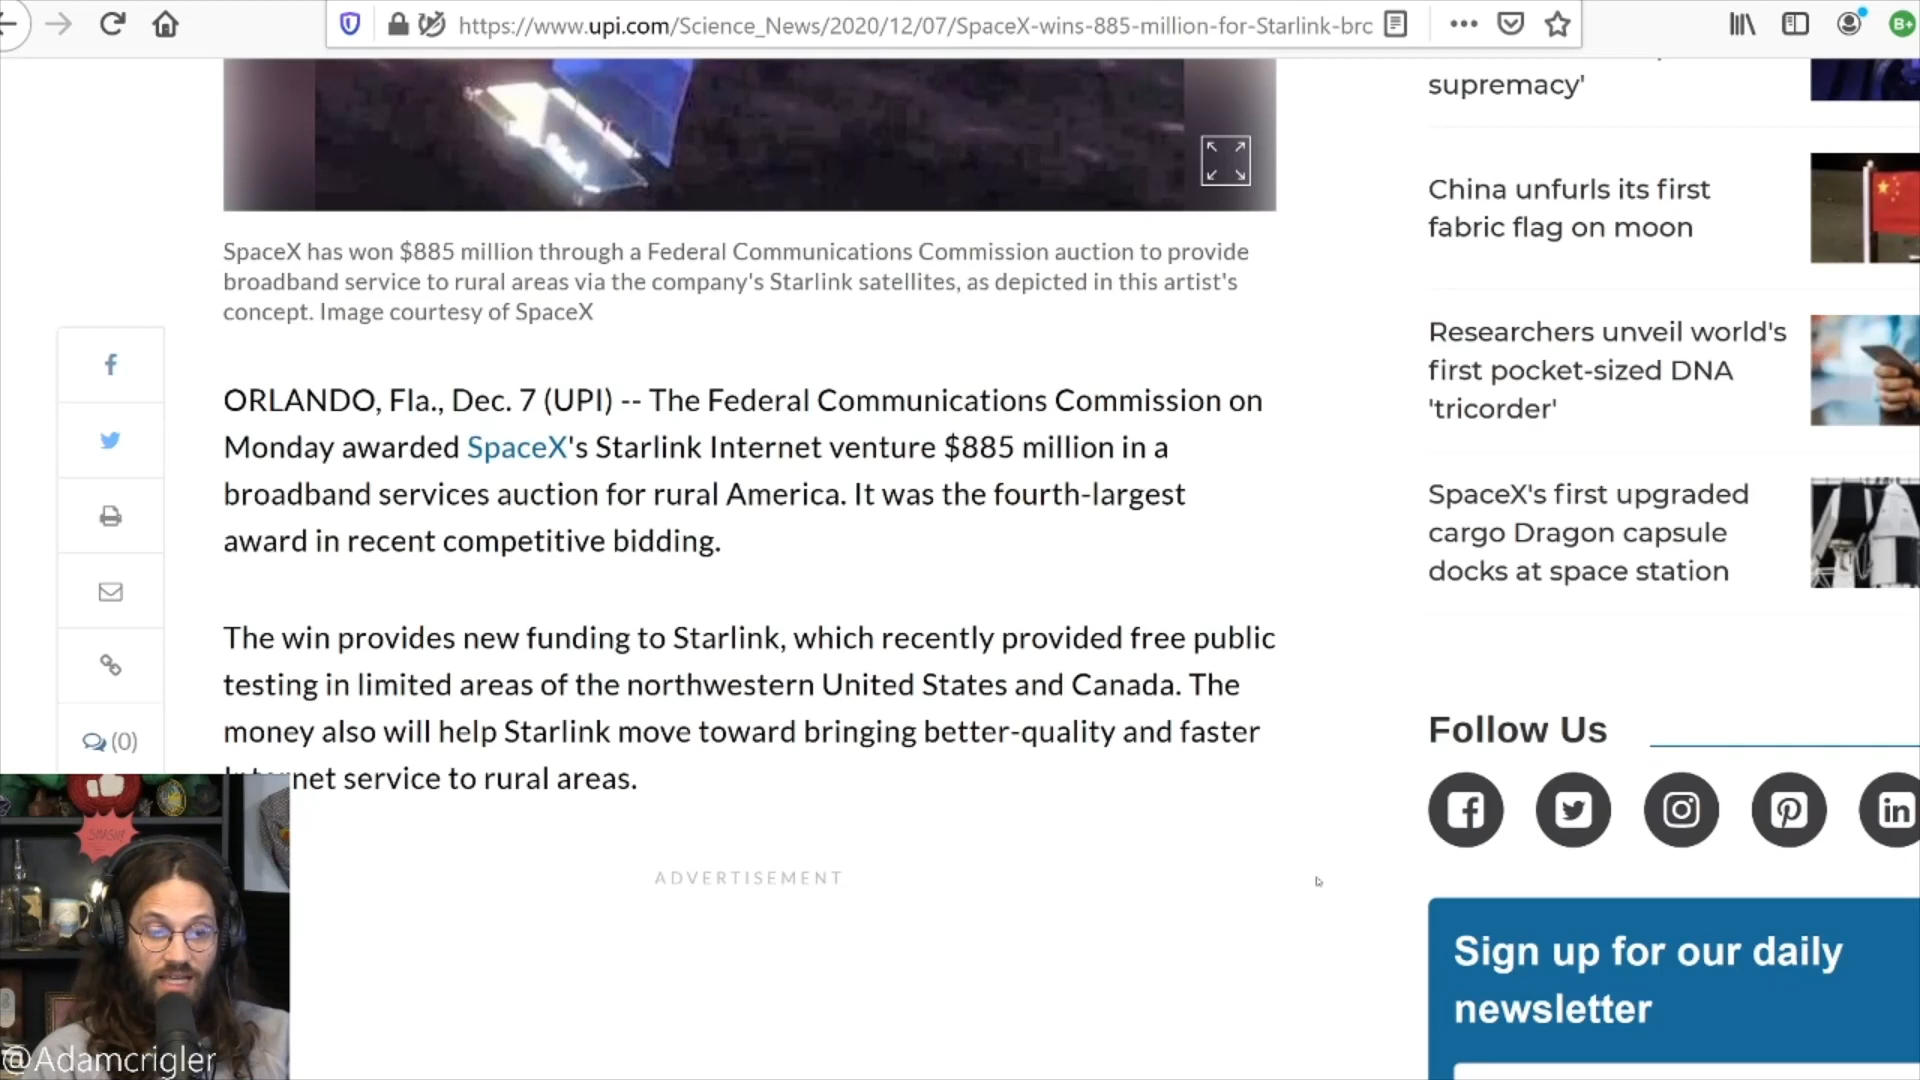 https://www.upi.com/Science_News/2020/12/07/SpaceX-wins-885-million-for-Starlink-brc
B+
supremacy'
China unfurls its first
fabric flag on moon
Researchers unveil world's
first pocket-sized DNA
'tricorder'
SpaceX's first upgraded
cargo Dragon capsule
docks at space station
SpaceX has won $885 million through a Federal Communications Commission auction to provide
broadband service to rural areas via the company's Starlink satellites, as depicted in this artist's
concept. Image courtesy of SpaceX
ORLANDO, Fla., Dec. 7 (UPI) -- The Federal Communications Commission on
Monday awarded SpaceX's Starlink Internet venture $885 million in a
broadband services auction for rural America. It was the fourth-largest
award in recent competitive bidding.
The win provides new funding to Starlink, which recently provided free public
testing in limited areas of the northwestern United States and Canada. The
money also will help Starlink move toward bringing better-quality and faster
net service to rural areas.
(0)
ADVERTISEMENT
Follow Us
Sign up for our daily
newsletter
SMASH!
@Adamcrigler